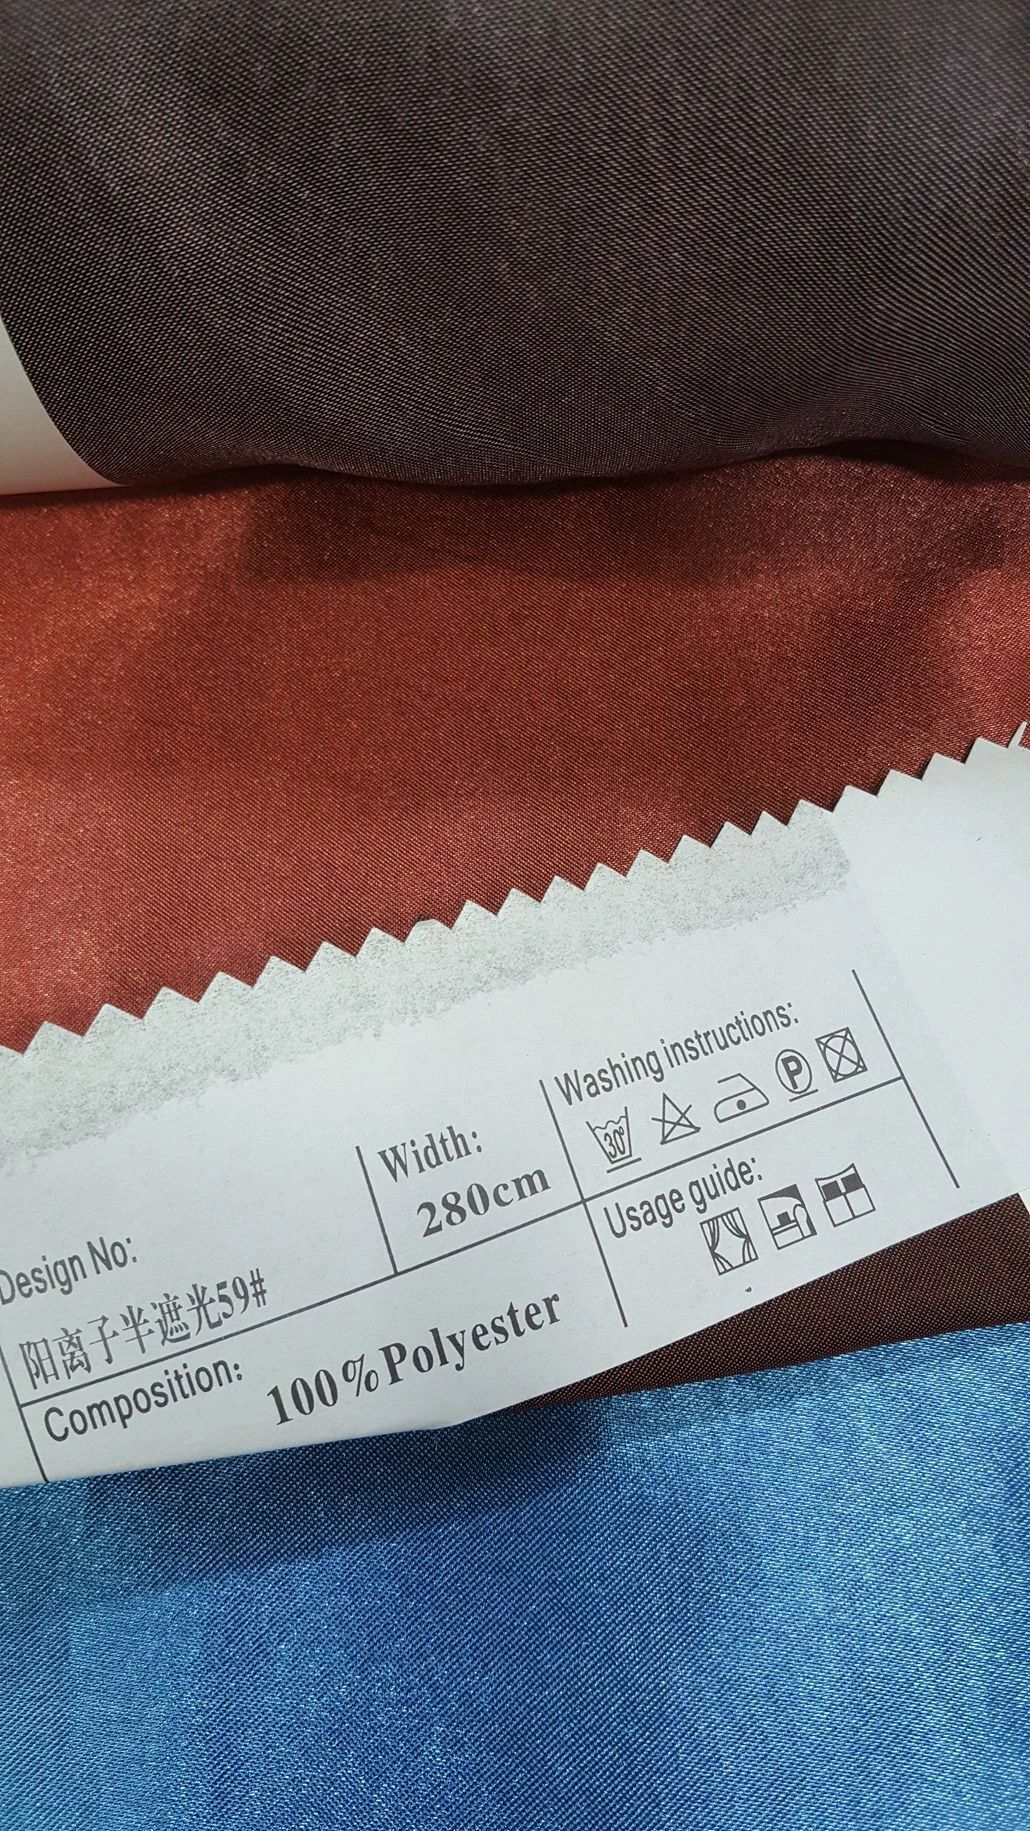 Design No:
阳离子半遮光59#
Width:
280cm
Washing instructions:
30°
P
Composition:
100%Polyester
Usage guide: